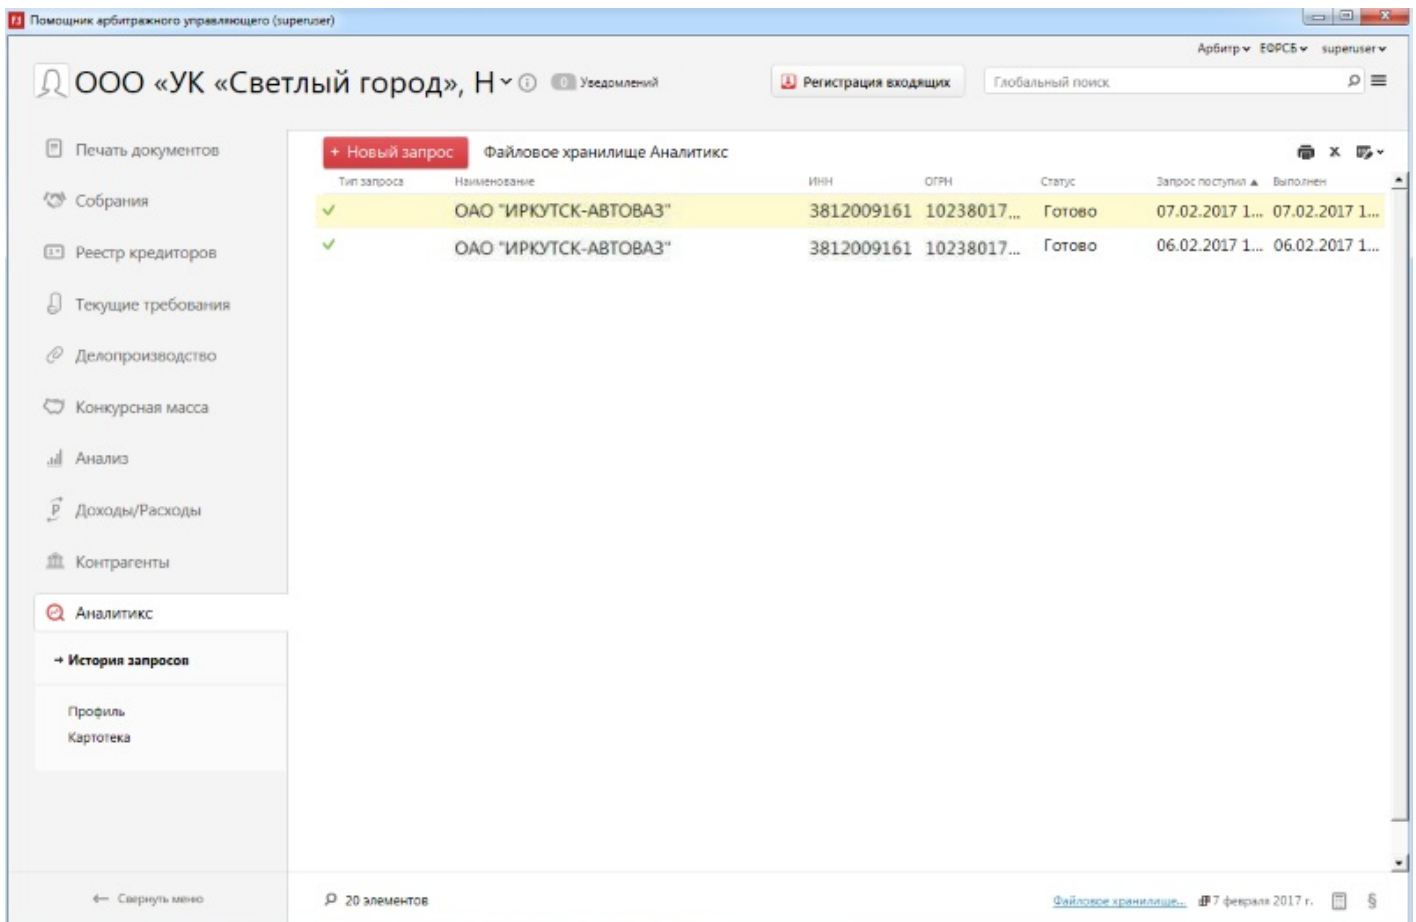 Помощник арбитражного управляющего (superuser)
Арбитр ЕФРСБ superuser
ООО «УК «Светлый город», Н 0 Уведомлений Регистрация входящих Глобальный поиск
Печать документов
Собрания
Реестр кредиторов
Текущие требования
Делопроизводство
Конкурсная масса
Анализ
Доходы/Расходы
Контрагенты
Аналитикс
→ История запросов
Профиль
Картотека
← Свернуть меню
+ Новый запрос Файловое хранилище Аналитикс
Тип запроса Наименование ИНН ОГРН Статус Запрос поступил ▲ Выполнен
ОАО "ИРКУТСК-АВТОВАЗ" 3812009161 10238017... Готово 07.02.2017 1... 07.02.2017 1...
ОАО "ИРКУТСК-АВТОВАЗ" 3812009161 10238017... Готово 06.02.2017 1... 06.02.2017 1...
20 элементов Файловое хранилище... 7 февраля 2017 г. §